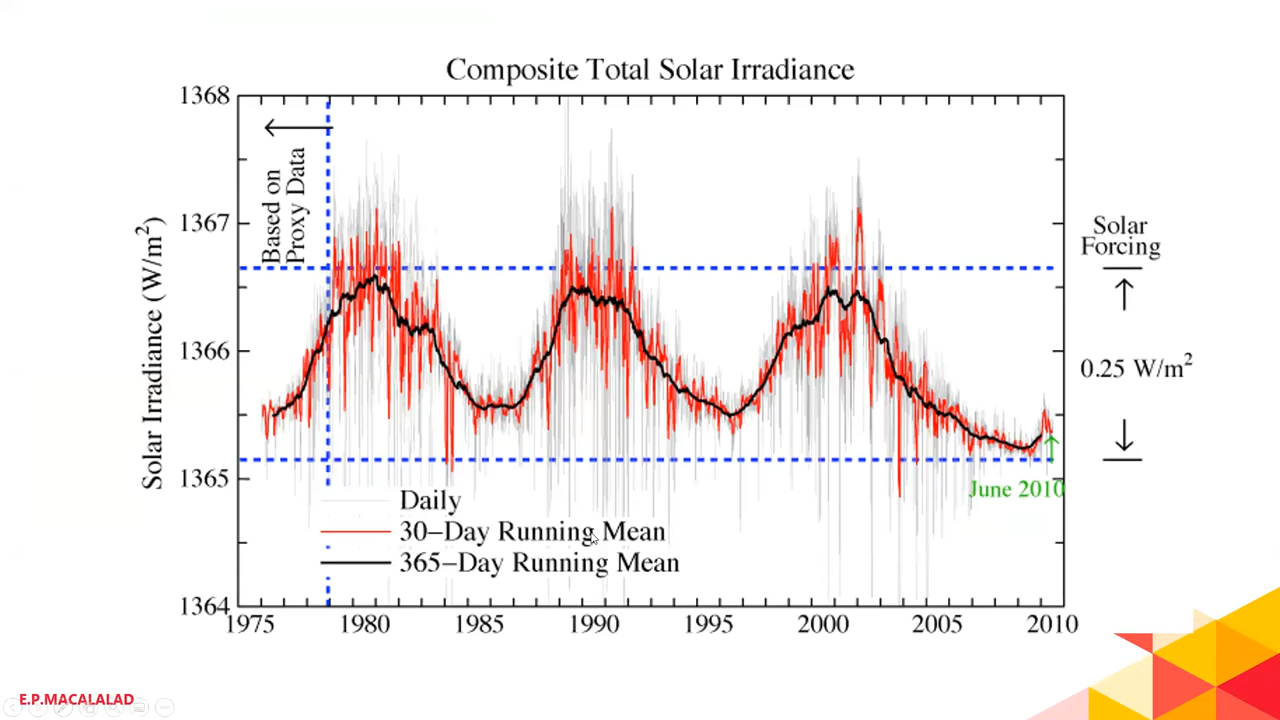 Composite Total Solar Irradiance
1368
1367
1366
1365
1364
Solar Irradiance (W/m²)
Based on
Proxy Data
Solar
Forcing
0.25 W/m²
June 2010
Daily
30−Day Running Mean
365−Day Running Mean
1975 1980 1985 1990 1995 2000 2005 2010
E.P.MACALALAD